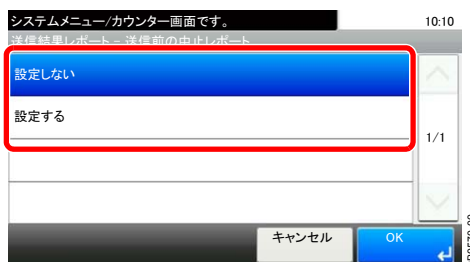 システムメニュー/カウンター画面です。 10:10
送信結果レポート - 送信前の中止レポート
設定しない
設定する
1/1
キャンセル OK